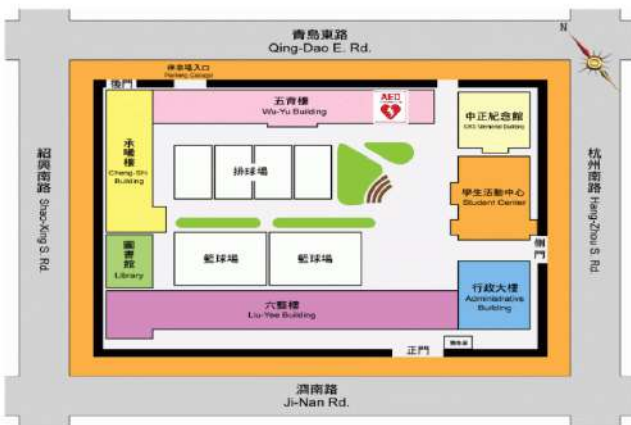 青島東路
Qing-Dao E. Rd.
N
停車場入口
後門
五育樓
Wu-Yu Building
AED
中正紀念館
承曦樓
Cheng-Shi
Building
排球場
學生活動中心
Student Center
紹興南路
Shao-Xing S. Rd.
杭州南路
Hang-Zhou S. Rd.
側門
圖書館
Library
籃球場
籃球場
行政大樓
Administrative
Building
六藝樓
Liu-Yee Building
正門
濟南路
Ji-Nan Rd.